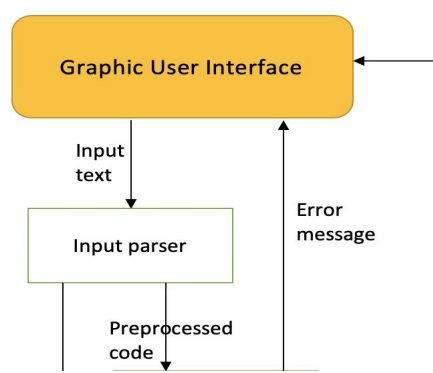 Graphic User Interface
Input
text
Error
message
Input parser
Preprocessed
code